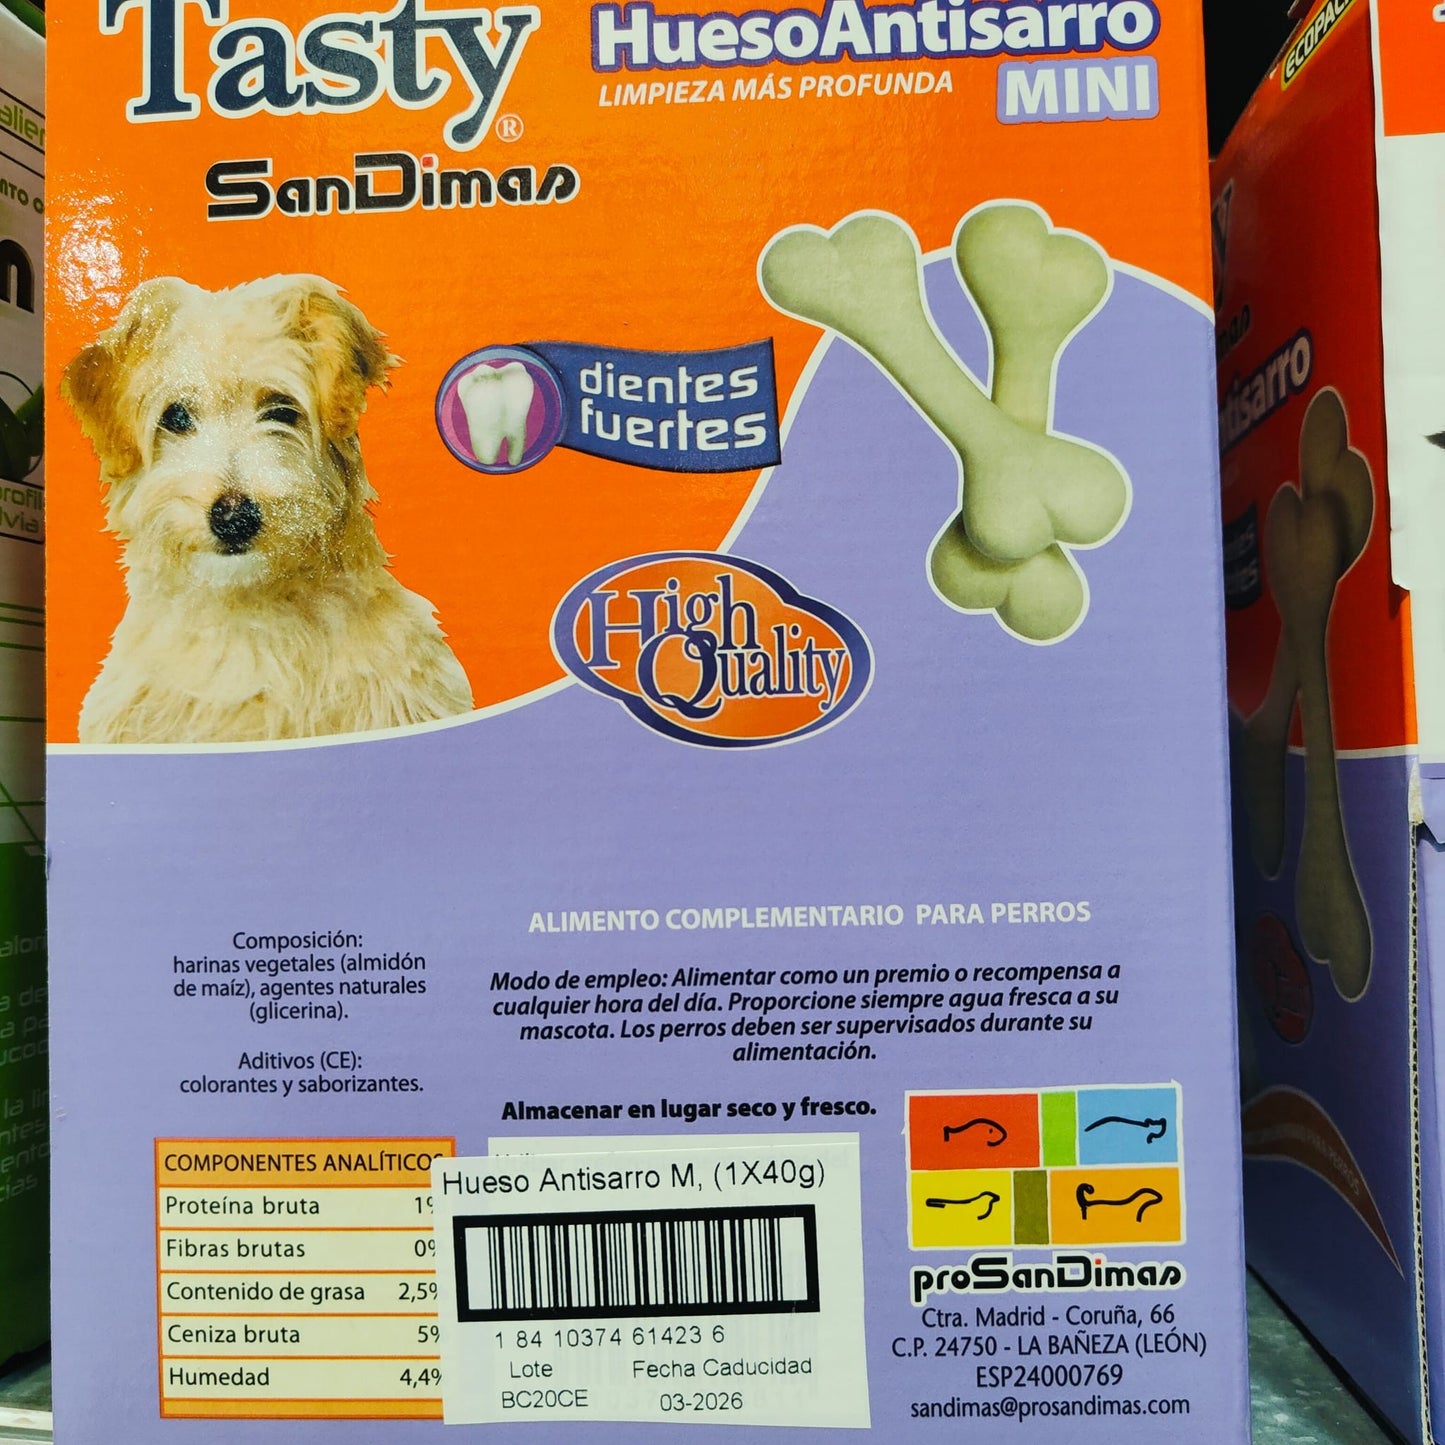 Tasty®
SanDimas
HuesoAntisarro
LIMPIEZA MÁS PROFUNDA
MINI
dientes
fuertes
High
Quality
ALIMENTO COMPLEMENTARIO PARA PERROS
Composición:
harinas vegetales (almidón
de maíz), agentes naturales
(glicerina).
Aditivos (CE):
colorantes y saborizantes.
Modo de empleo: Alimentar como un premio o recompensa a
cualquier hora del día. Proporcione siempre agua fresca a su
mascota. Los perros deben ser supervisados durante su
alimentación.
Almacenar en lugar seco y fresco.
COMPONENTES ANALÍTICOS
Proteína bruta 1%
Fibras brutas 0%
Contenido de grasa 2,5%
Ceniza bruta 5%
Humedad 4,4%
Hueso Antisarro M, (1X40g)
1 84 10374 61423 6
Lote Fecha Caducidad
BC20CE 03-2026
proSanDimas
Ctra. Madrid - Coruña, 66
C.P. 24750 - LA BAÑEZA (LEÓN)
ESP24000769
sandimas@prosandimas.com